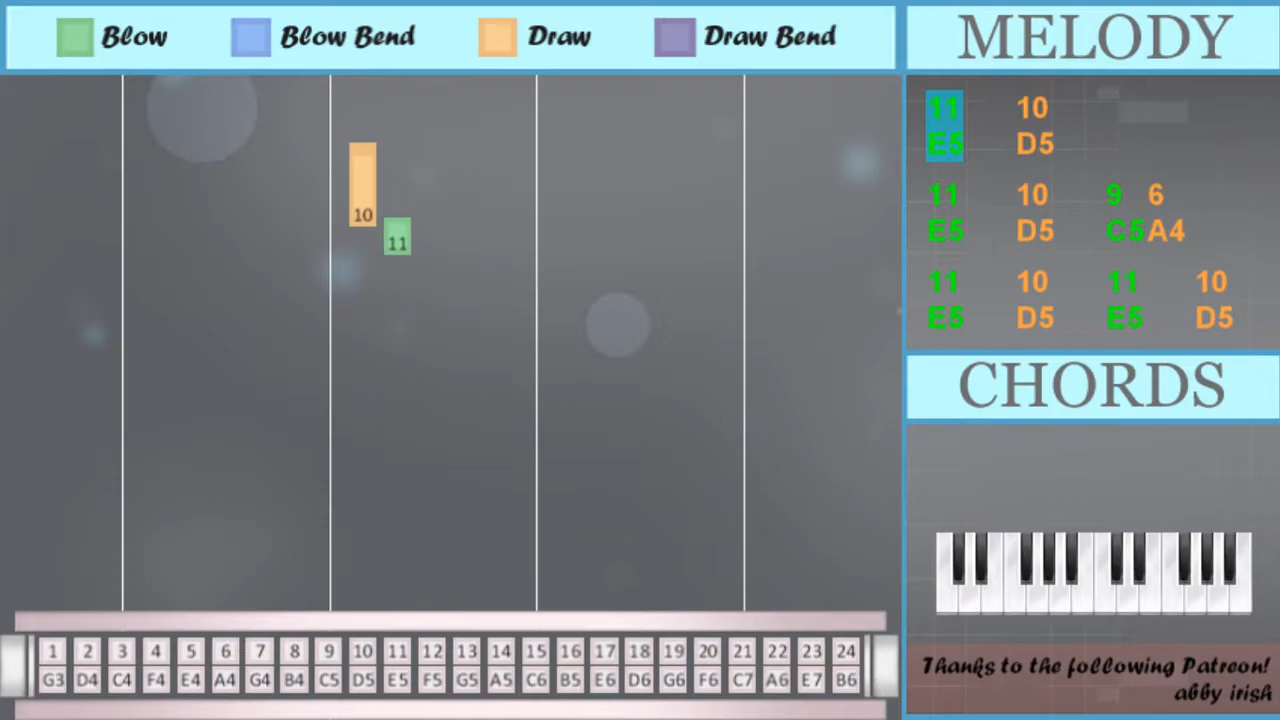 Blow Blow Bend Draw Draw Bend
MELODY
11 10
E5 D5
11 10 9 6
E5 D5 C5 A4
11 10 11 10
E5 D5 E5 D5
10
11
CHORDS
1 2 3 4 5 6 7 8 9 10 11 12 13 14 15 16 17 18 19 20 21 22 23 24
G3 D4 C4 F4 E4 A4 G4 B4 C5 D5 E5 F5 G5 A5 C6 B5 E6 D6 G6 F6 C7 A6 E7 B6
Thanks to the following Patreon!
abby irish